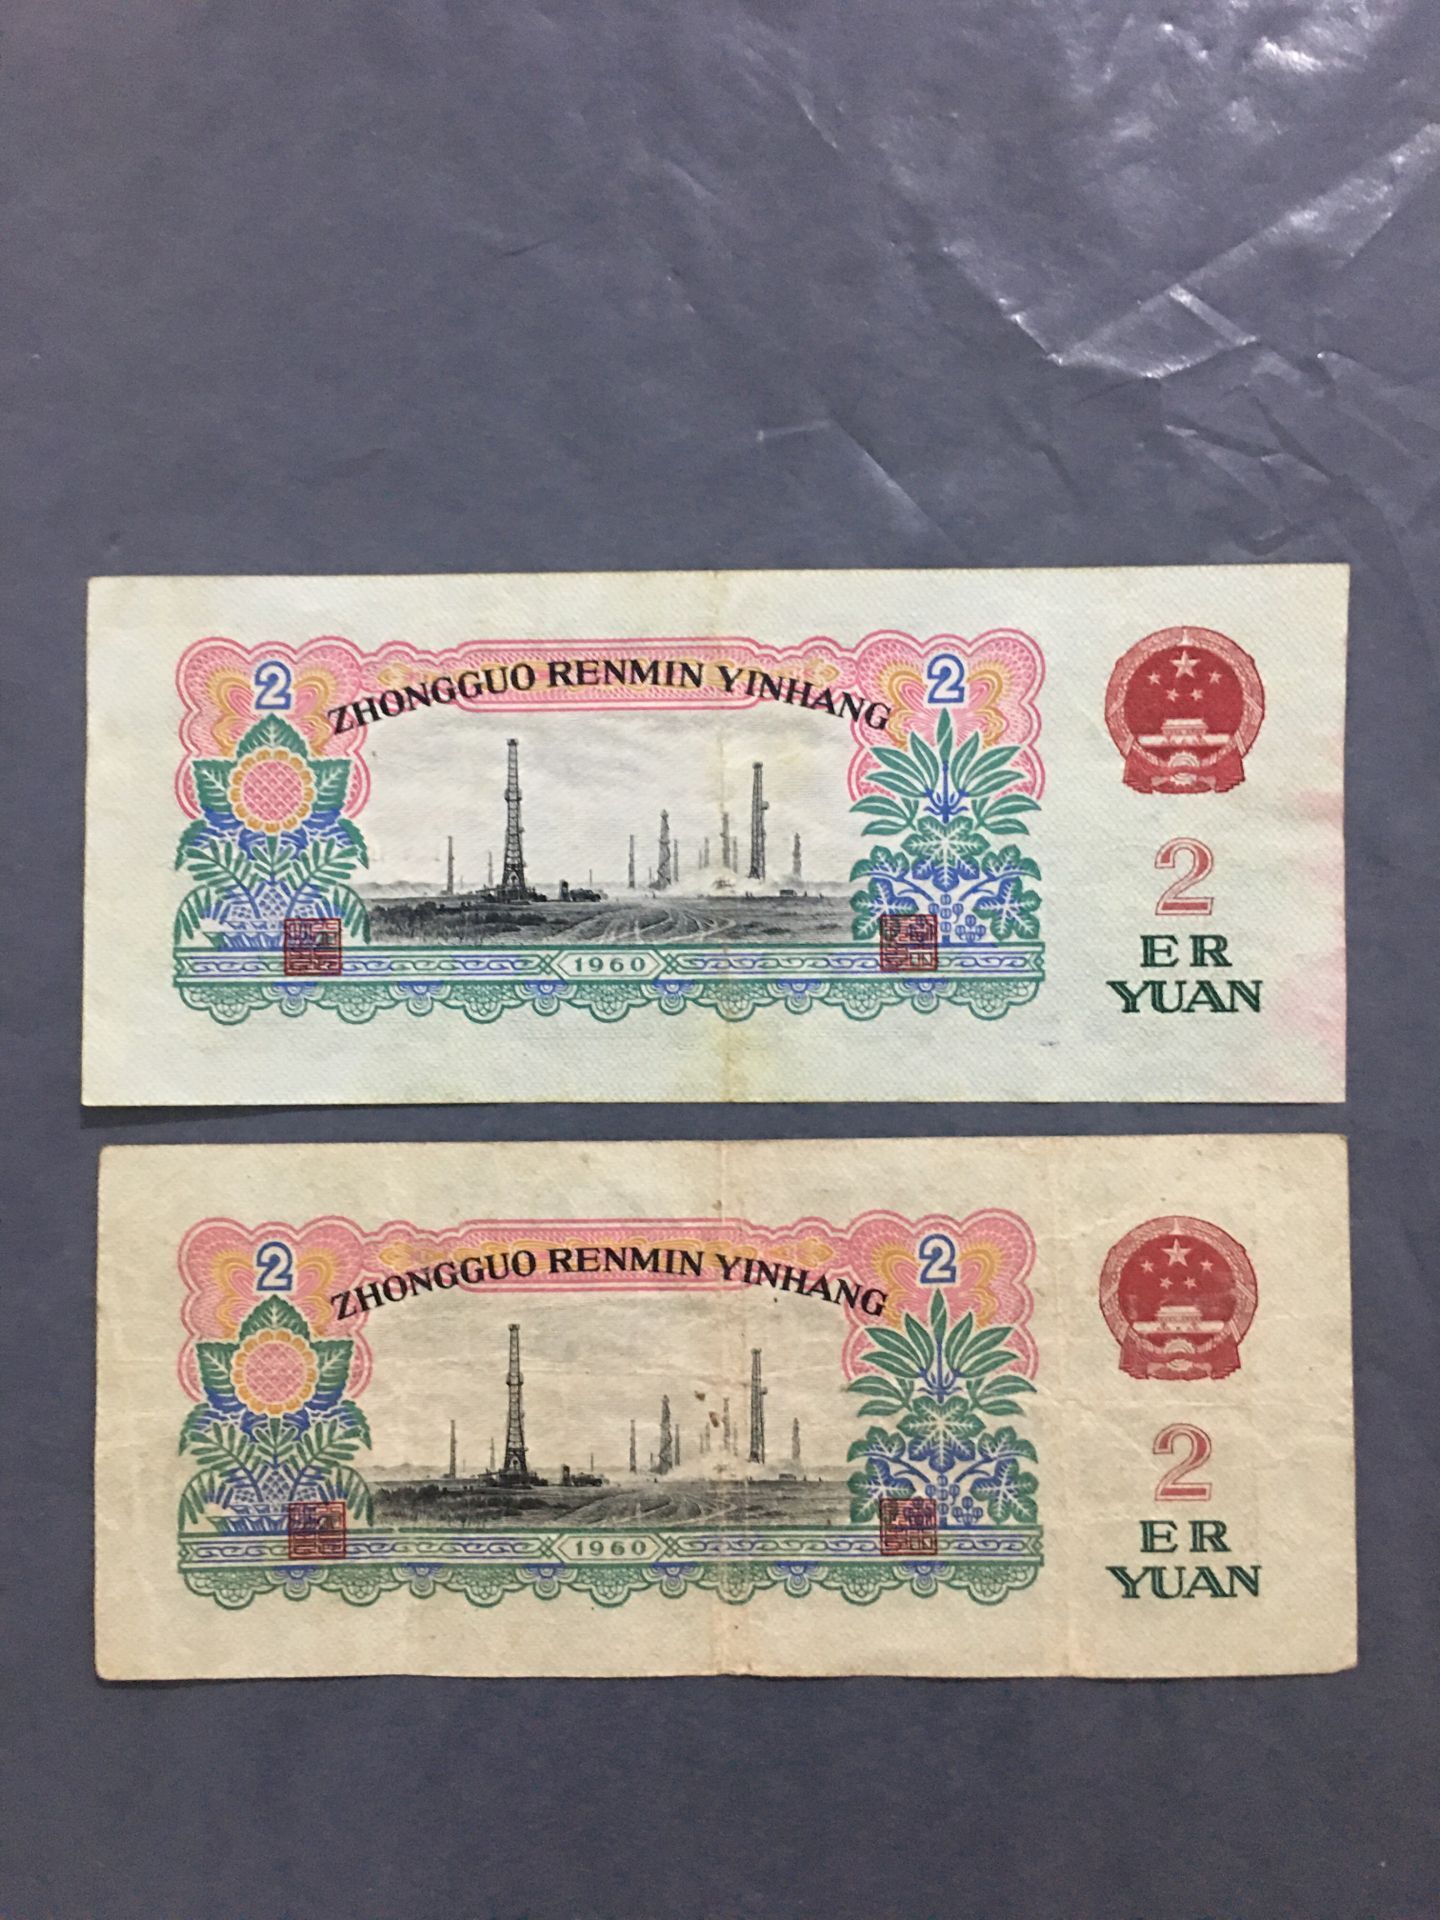 2 2
ZHONGGUO RENMIN YINHANG
2
1960
ER
YUAN
2 2
ZHONGGUO RENMIN YINHANG
2
1960
ER
YUAN